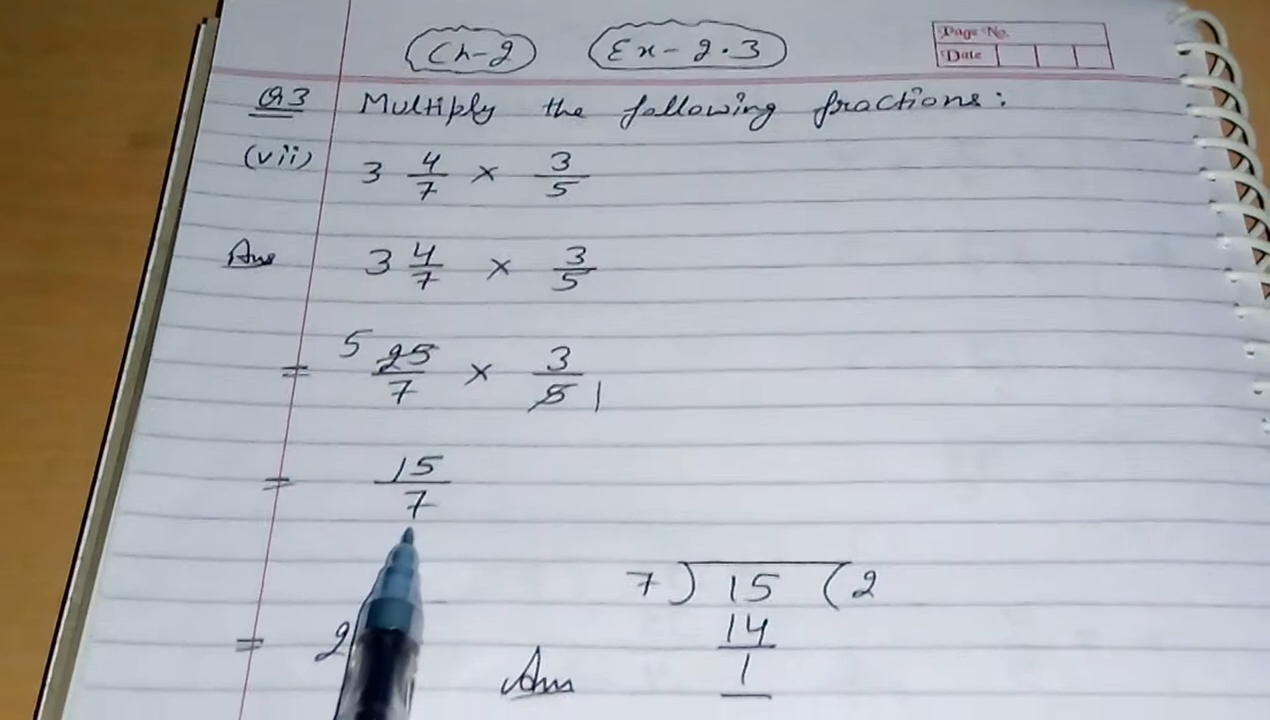 Ch-2 Ex-2.3
Page No.
Date
Q3 Multiply the following fractions:
(vii) 3 4/7 × 3/5
Ans 3 4/7 × 3/5
= 5 25/7 × 3/5 1
= 15/7
7) 15 (2
14
1
= 2 Ans